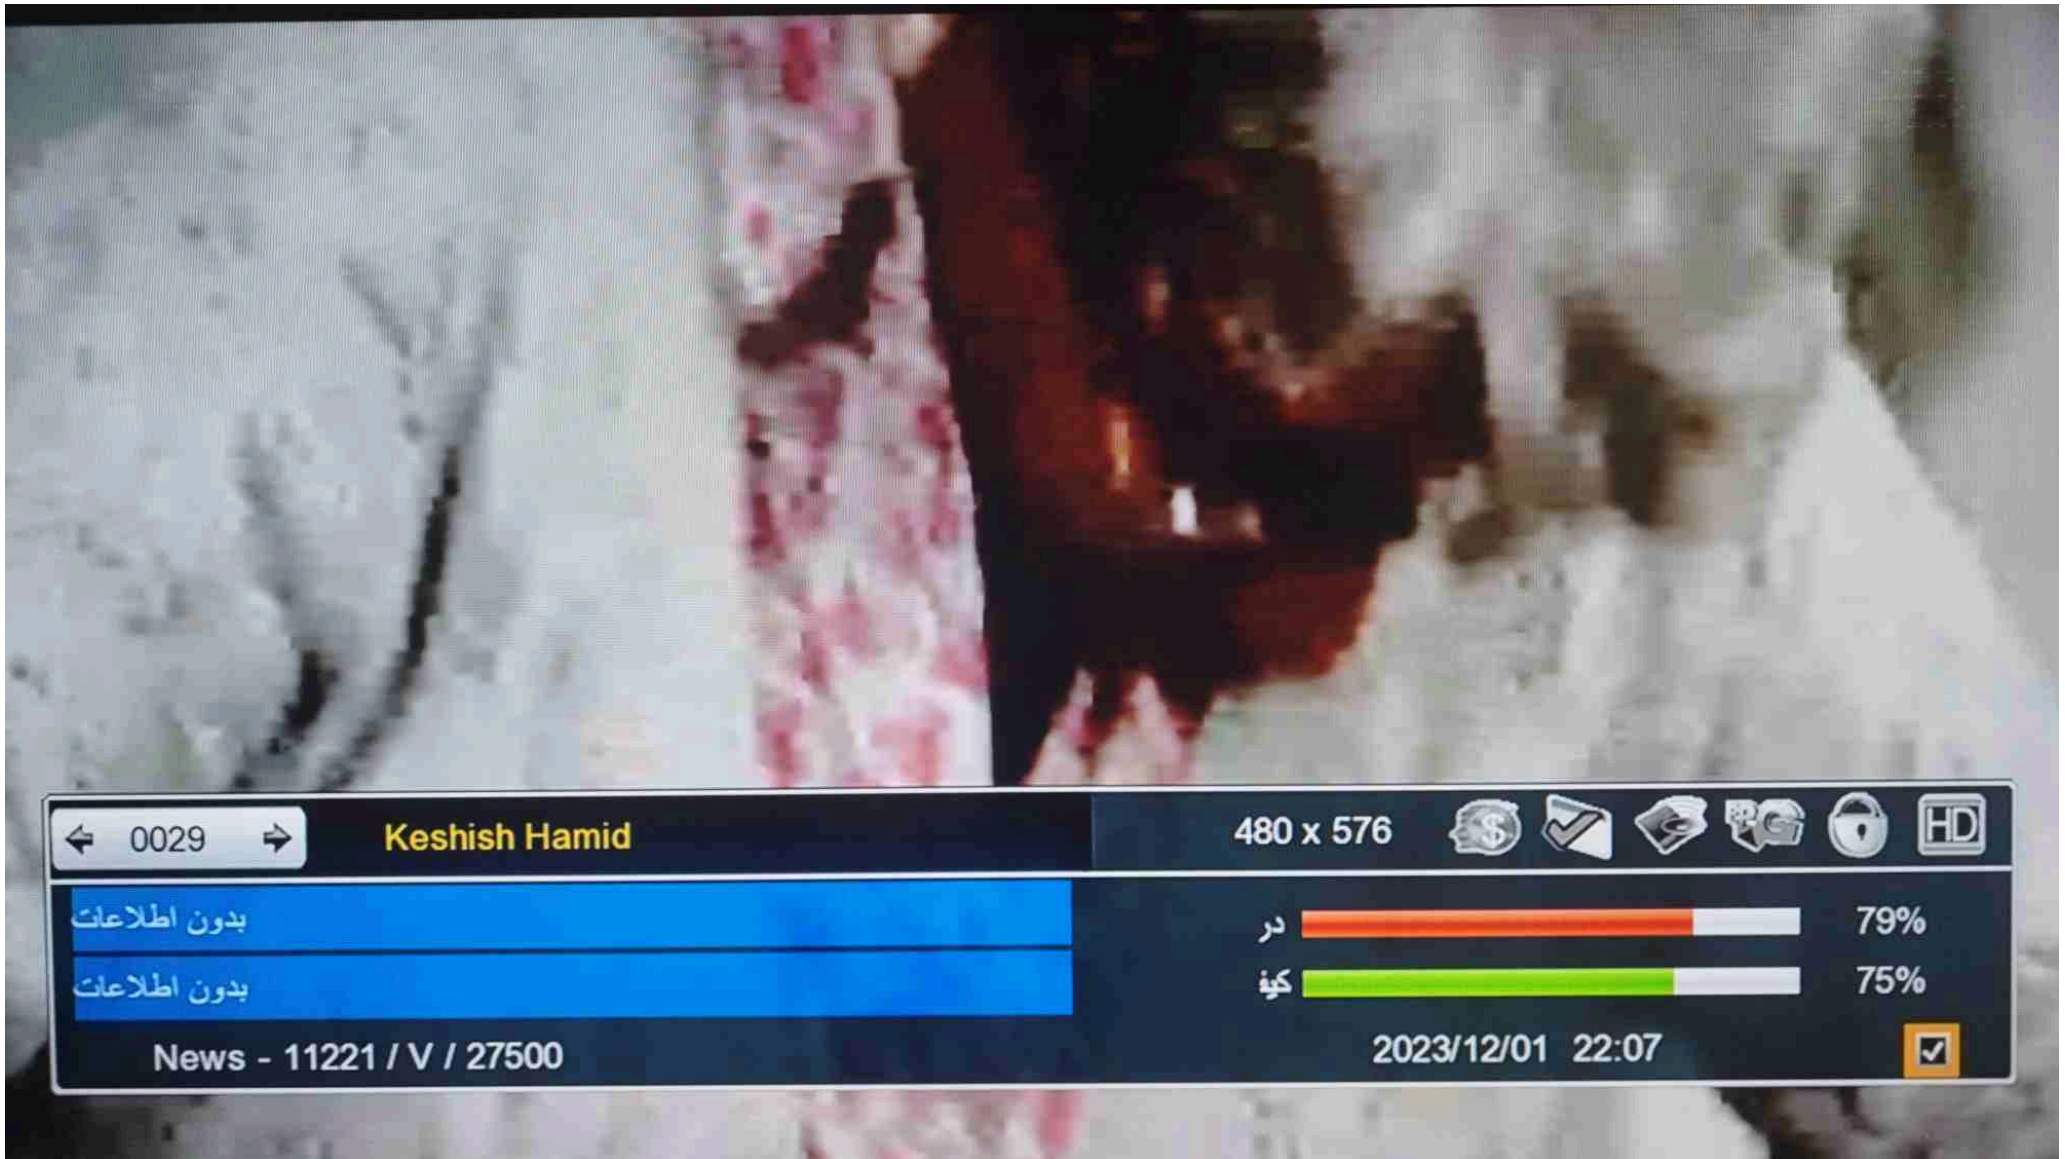 0029
Keshish Hamid
480 x 576
HD
بدون اطلاعات
در
79%
بدون اطلاعات
کیف
75%
News - 11221 / V / 27500
2023/12/01 22:07